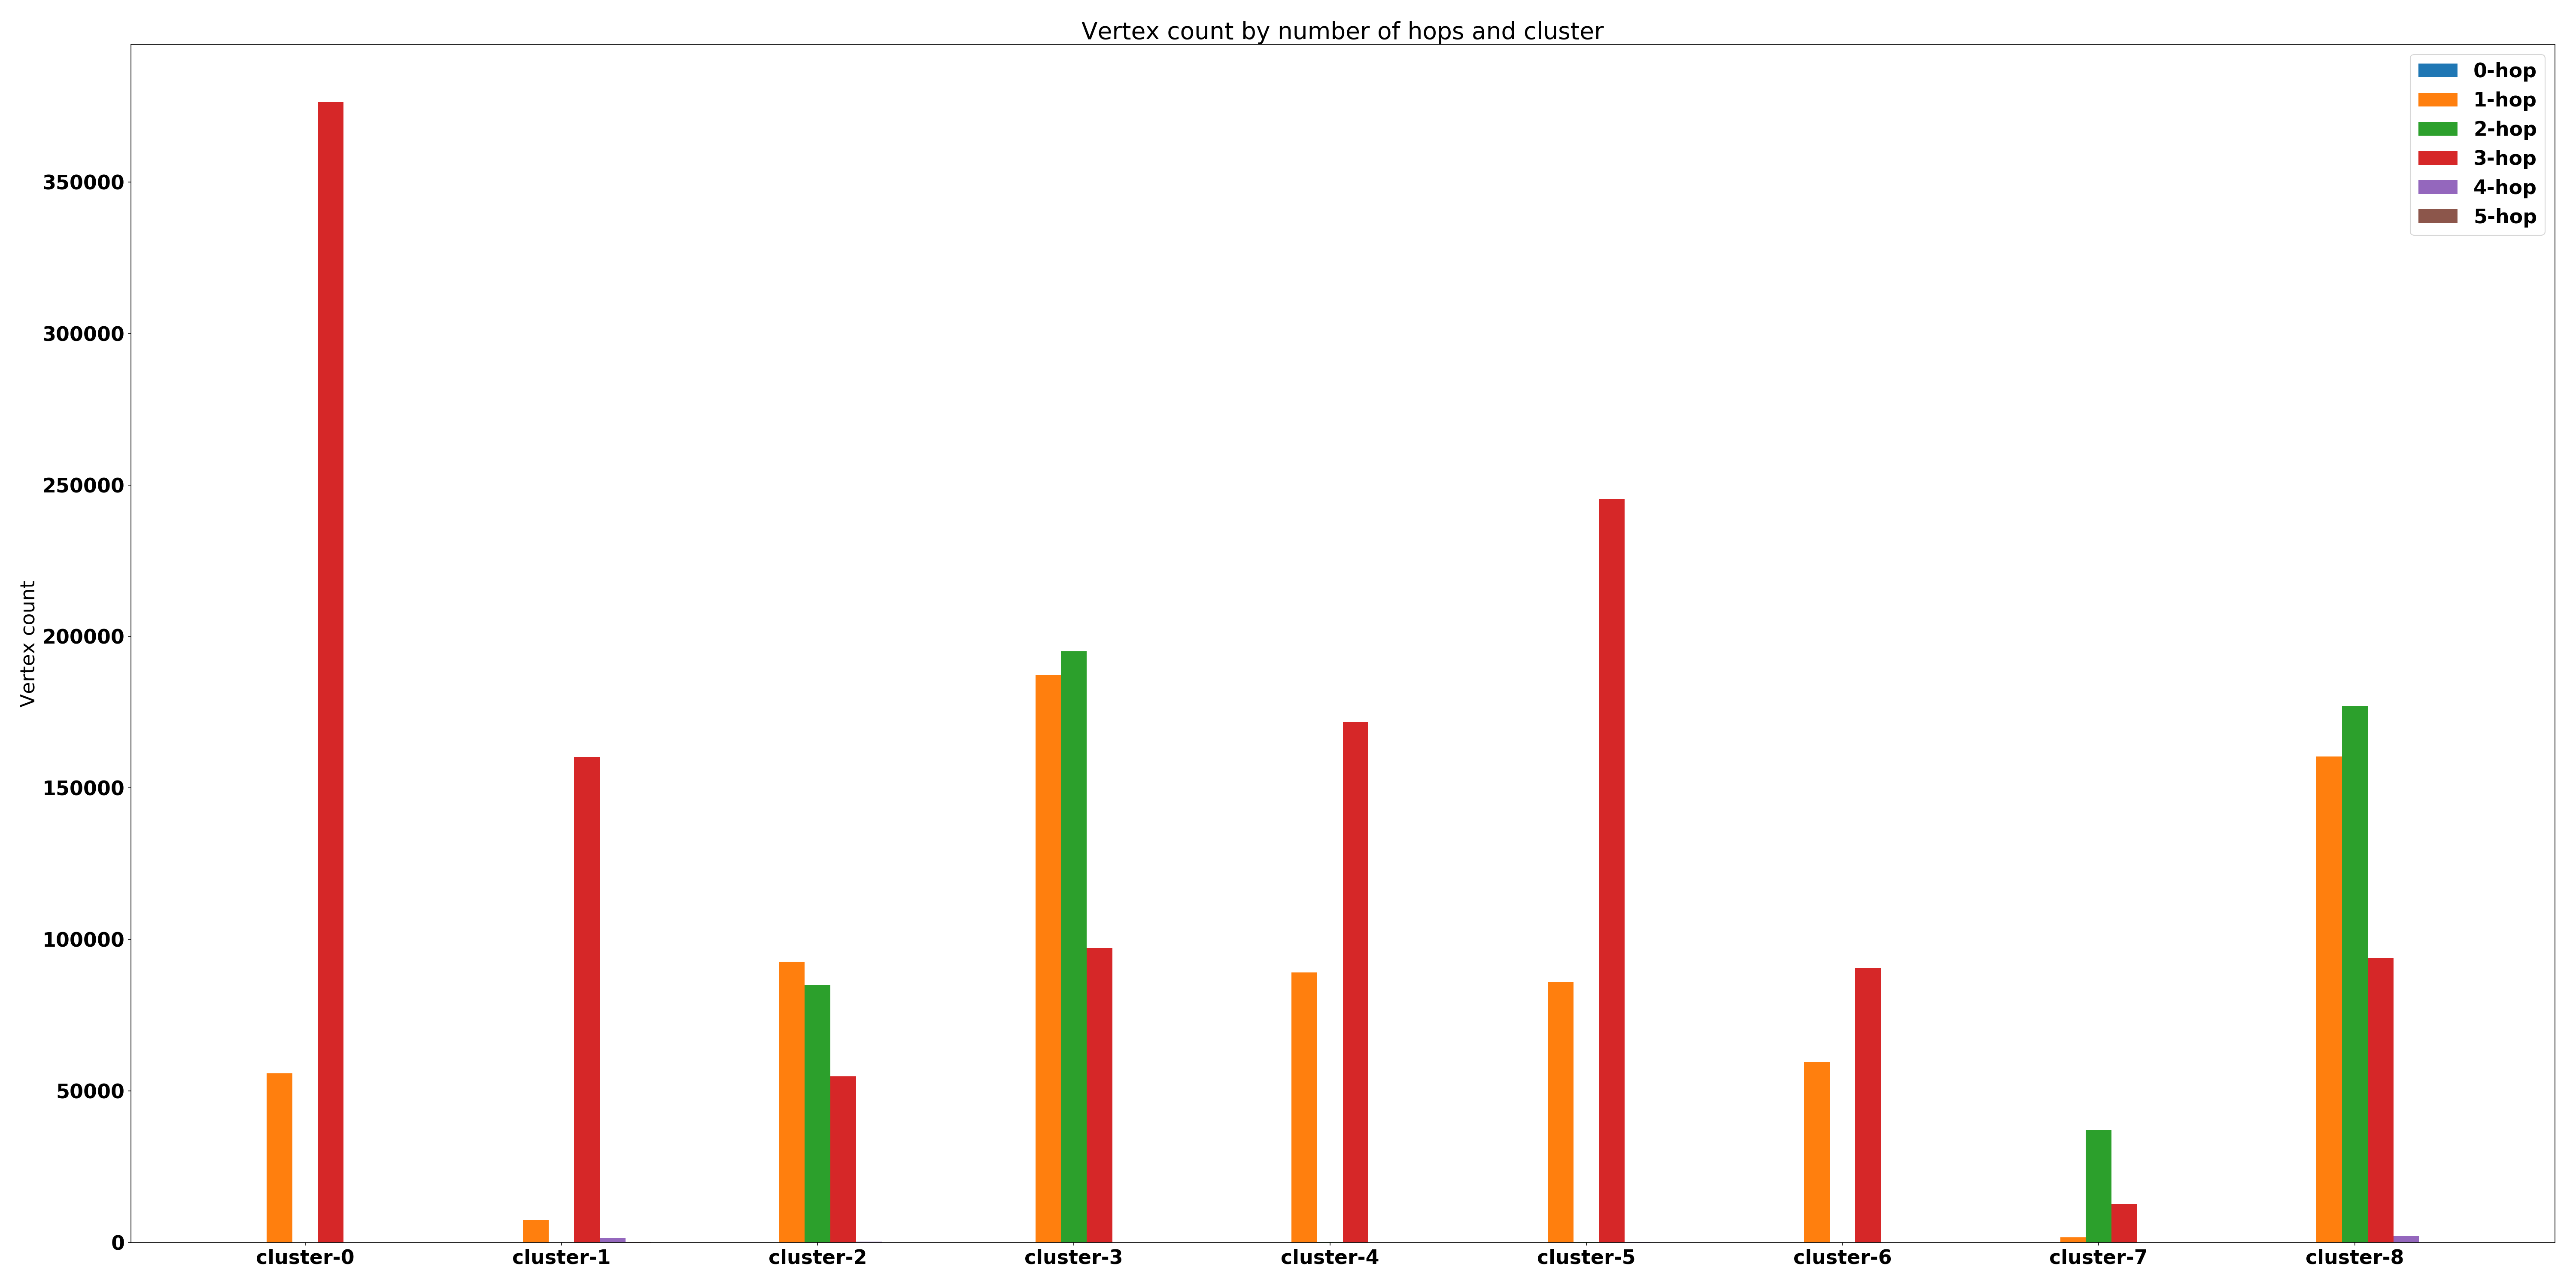 Vertex count by number of hops and cluster
0-hop
1-hop
2-hop
3-hop
4-hop
5-hop
350000
300000
250000
200000
150000
100000
50000
0
Vertex count
cluster-0
cluster-1
cluster-2
cluster-3
cluster-4
cluster-5
cluster-6
cluster-7
cluster-8